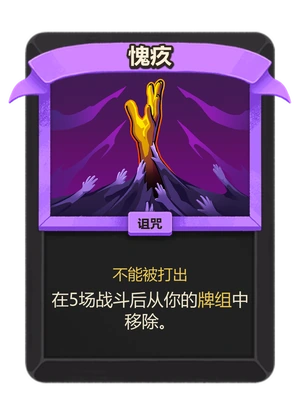 愧疚
诅咒
不能被打出
在5场战斗后从你的牌组中
移除。